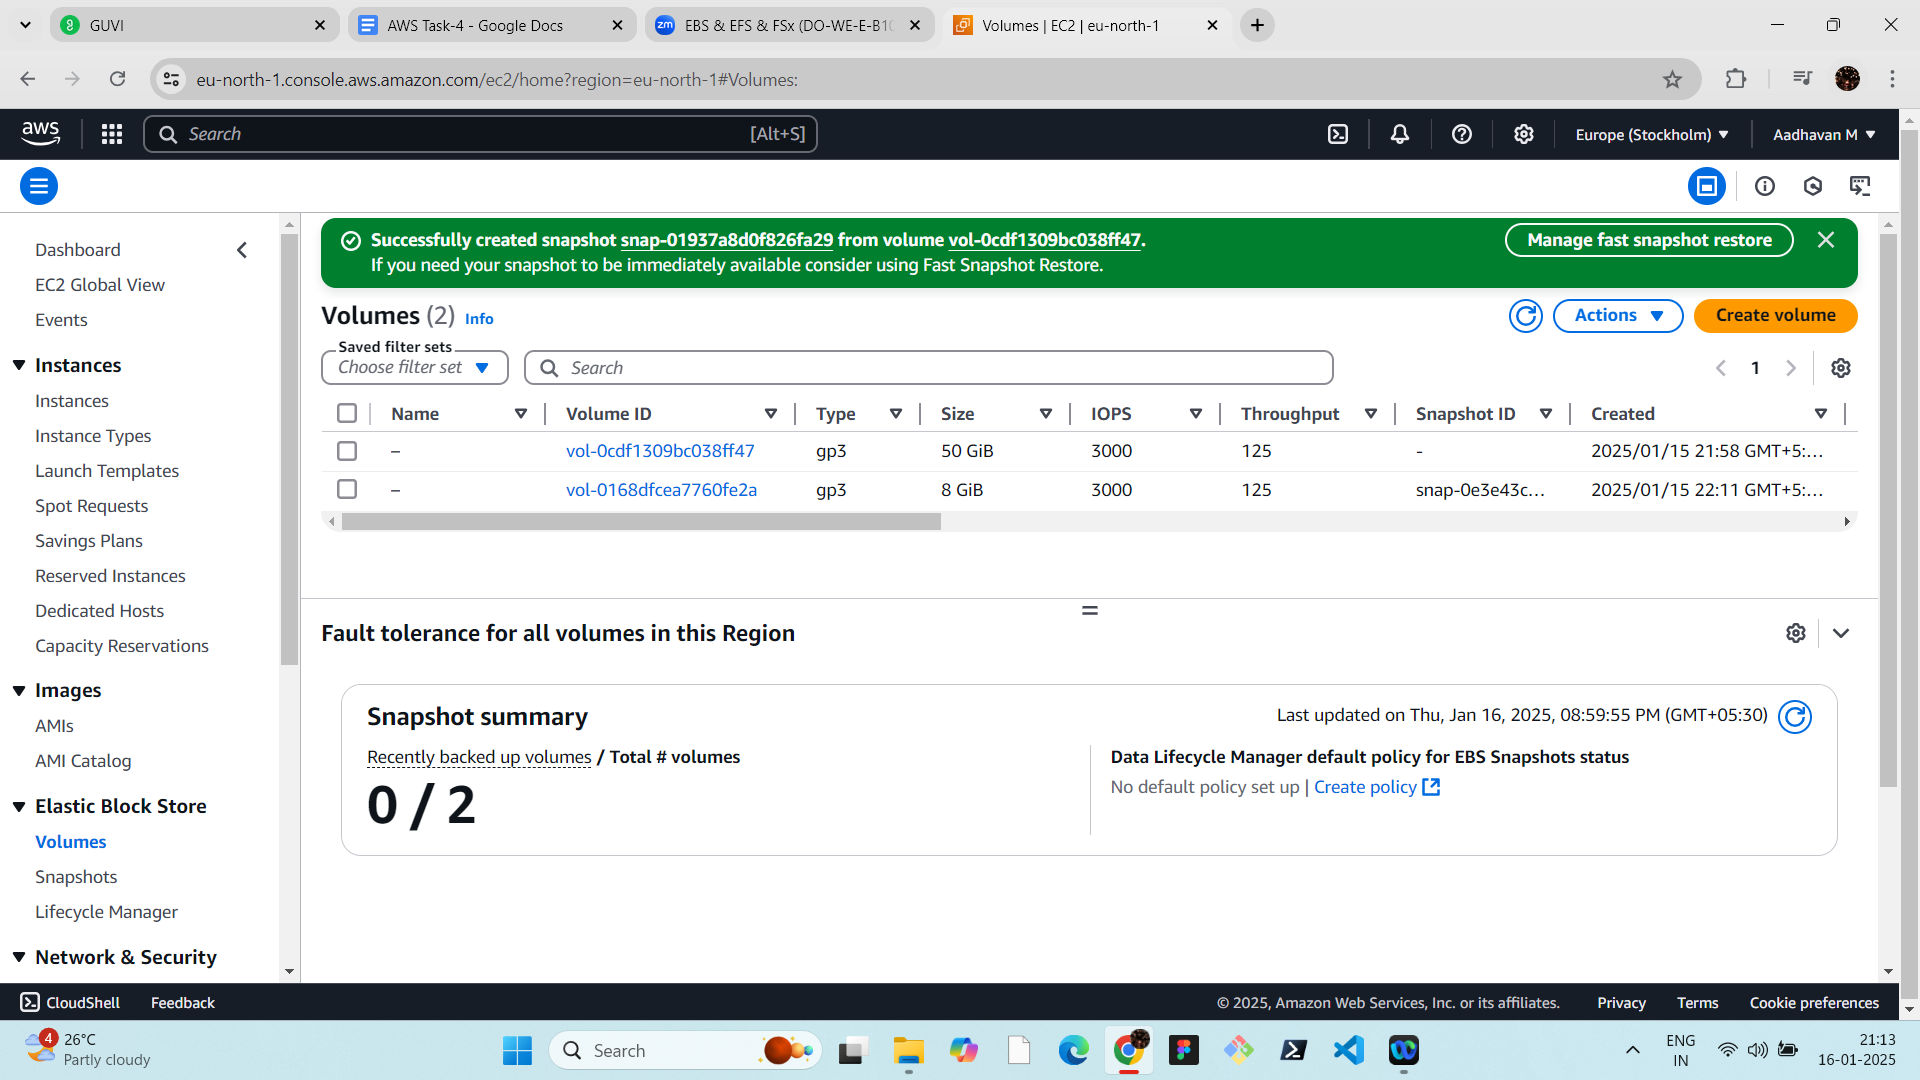 GUVI
AWS Task-4 - Google Docs
zm
EBS & EFS & FSx (DO-WE-E-B10
Volumes | EC2 | eu-north-1
eu-north-1.console.aws.amazon.com/ec2/home?region=eu-north-1#Volumes:
aws
Search
[Alt+S]
Europe (Stockholm)
Aadhavan M
Dashboard
EC2 Global View
Events
Instances
Instances
Instance Types
Launch Templates
Spot Requests
Savings Plans
Reserved Instances
Dedicated Hosts
Capacity Reservations
Images
AMIs
AMI Catalog
Elastic Block Store
Volumes
Snapshots
Lifecycle Manager
Network & Security
Successfully created snapshot snap-01937a8d0f826fa29 from volume vol-0cdf1309bc038ff47.
If you need your snapshot to be immediately available consider using Fast Snapshot Restore.
Manage fast snapshot restore
Volumes (2) Info
Actions
Create volume
Saved filter sets
Choose filter set
Search
1
Name Volume ID Type Size IOPS Throughput Snapshot ID Created
– vol-0cdf1309bc038ff47 gp3 50 GiB 3000 125 - 2025/01/15 21:58 GMT+5:...
– vol-0168dfcea7760fe2a gp3 8 GiB 3000 125 snap-0e3e43c... 2025/01/15 22:11 GMT+5:...
Fault tolerance for all volumes in this Region
Snapshot summary
Last updated on Thu, Jan 16, 2025, 08:59:55 PM (GMT+05:30)
Recently backed up volumes / Total # volumes
0 / 2
Data Lifecycle Manager default policy for EBS Snapshots status
No default policy set up | Create policy
CloudShell
Feedback
© 2025, Amazon Web Services, Inc. or its affiliates.
Privacy
Terms
Cookie preferences
4
26°C
Partly cloudy
Search
ENG
IN
21:13
16-01-2025